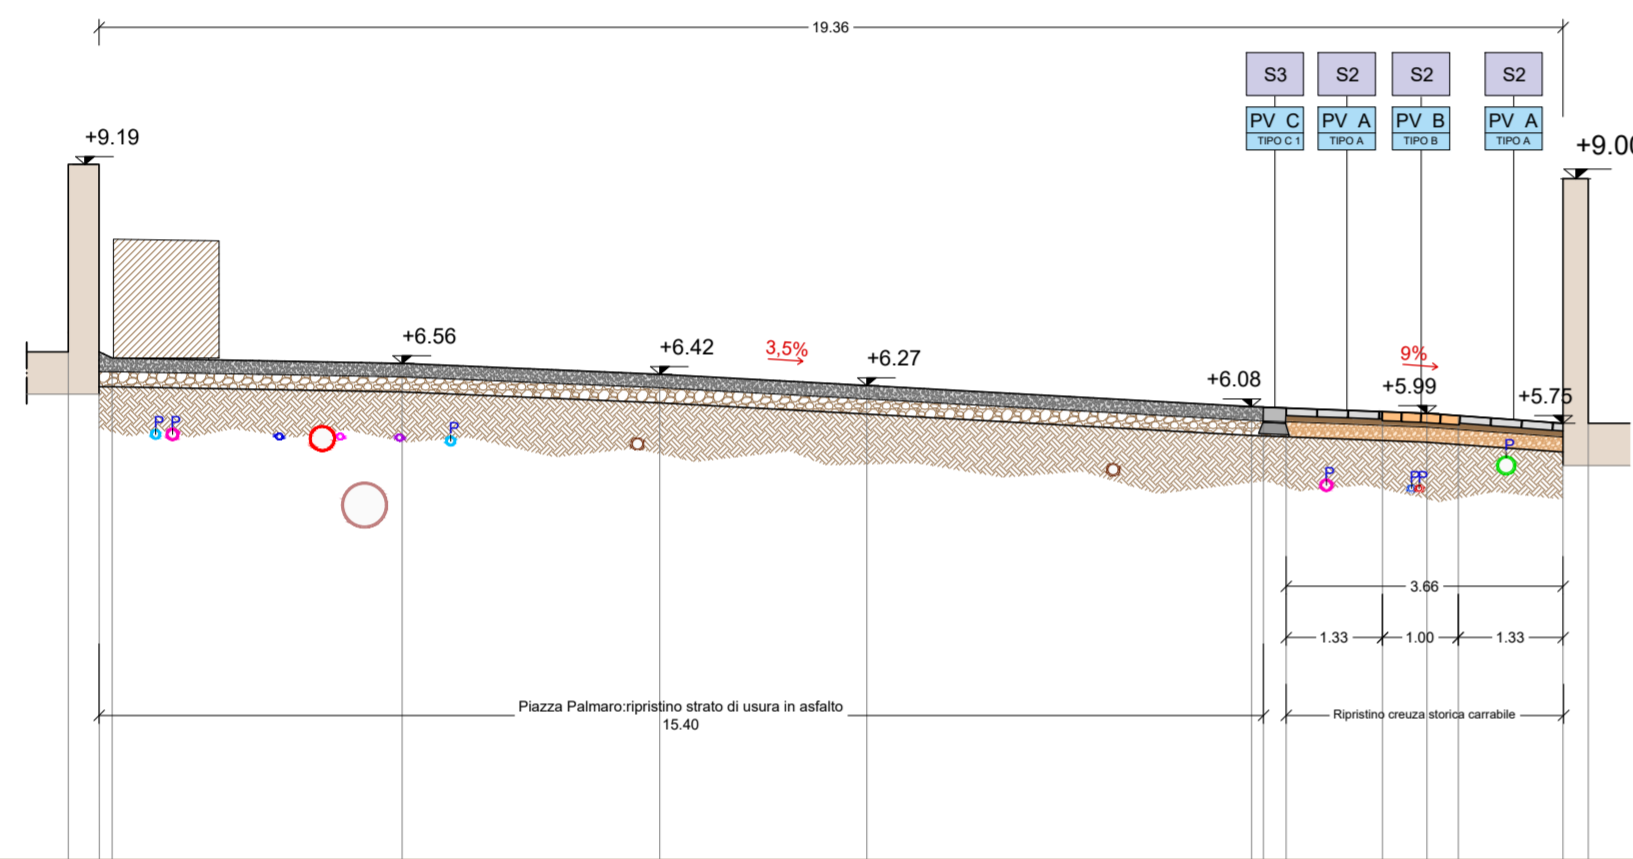 19.36
S3 S2 S2 S2
PV C PV A PV B PV A
TIPO C 1 TIPO A TIPO B TIPO A
+9.19
+9.00
+6.56
+6.42
3,5%
+6.27
+6.08
9%
+5.99
+5.75
P P P P P P P
3.66
1.33 1.00 1.33
Piazza Palmaro:ripristino strato di usura in asfalto
15.40
Ripristino creuza storica carrabile